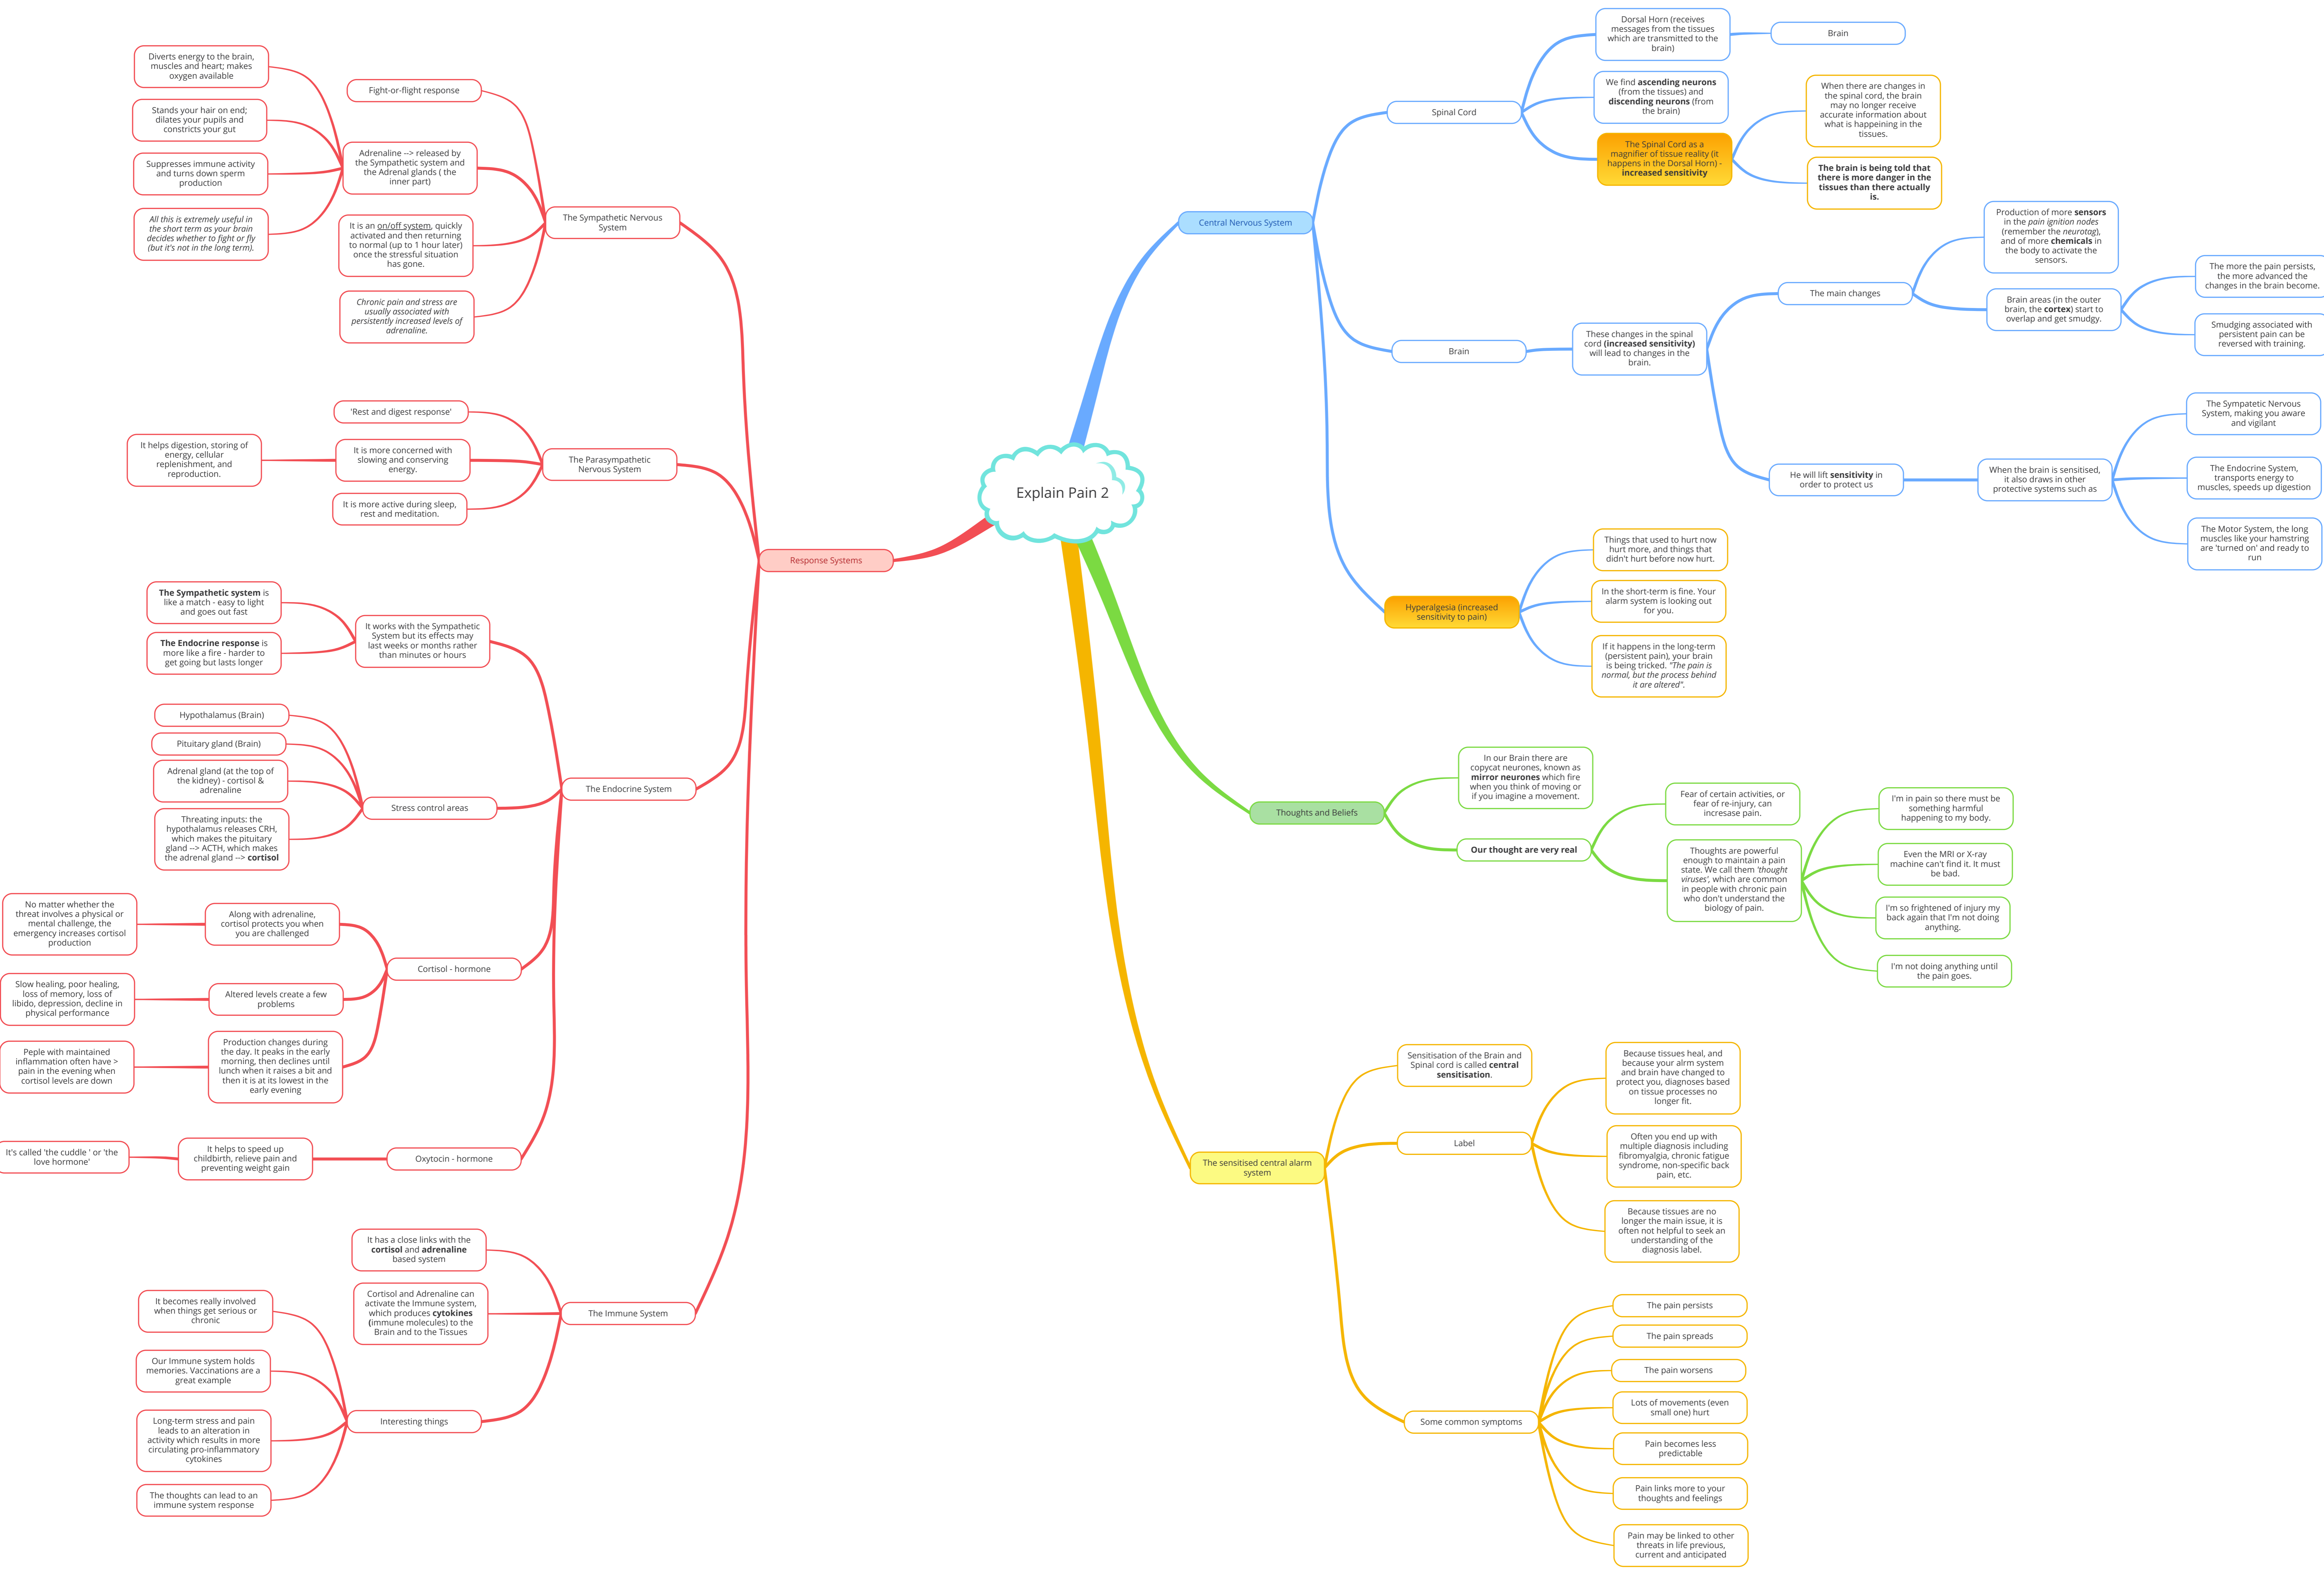 Explain Pain 2
Central Nervous System
Spinal Cord
Dorsal Horn (receives
messages from the tissues
which are transmitted to the
brain)
Brain
We find ascending neurons
(from the tissues) and
discending neurons (from
the brain)
The Spinal Cord as a
magnifier of tissue reality (it
happens in the Dorsal Horn) -
increased sensitivity
When there are changes in
the spinal cord, the brain
may no longer receive
accurate information about
what is happeining in the
tissues.
The brain is being told that
there is more danger in the
tissues than there actually
is.
Brain
These changes in the spinal
cord (increased sensitivity)
will lead to changes in the
brain.
The main changes
Production of more sensors
in the pain ignition nodes
(remember the neurotag),
and of more chemicals in
the body to activate the
sensors.
Brain areas (in the outer
brain, the cortex) start to
overlap and get smudgy.
The more the pain persists,
the more advanced the
changes in the brain become.
Smudging associated with
persistent pain can be
reversed with training.
He will lift sensitivity in
order to protect us
When the brain is sensitised,
it also draws in other
protective systems such as
The Sympatetic Nervous
System, making you aware
and vigilant
The Endocrine System,
transports energy to
muscles, speeds up digestion
The Motor System, the long
muscles like your hamstring
are 'turned on' and ready to
run
Hyperalgesia (increased
sensitivity to pain)
Things that used to hurt now
hurt more, and things that
didn't hurt before now hurt.
In the short-term is fine. Your
alarm system is looking out
for you.
If it happens in the long-term
(persistent pain), your brain
is being tricked. "The pain is
normal, but the process behind
it are altered".
Thoughts and Beliefs
In our Brain there are
copycat neurones, known as
mirror neurones which fire
when you think of moving or
if you imagine a movement.
Our thought are very real
Fear of certain activities, or
fear of re-injury, can
incresase pain.
Thoughts are powerful
enough to maintain a pain
state. We call them 'thought
viruses', which are common
in people with chronic pain
who don't understand the
biology of pain.
I'm in pain so there must be
something harmful
happening to my body.
Even the MRI or X-ray
machine can't find it. It must
be bad.
I'm so frightened of injury my
back again that I'm not doing
anything.
I'm not doing anything until
the pain goes.
The sensitised central alarm
system
Sensitisation of the Brain and
Spinal cord is called central
sensitisation.
Label
Because tissues heal, and
because your alrm system
and brain have changed to
protect you, diagnoses based
on tissue processes no
longer fit.
Often you end up with
multiple diagnosis including
fibromyalgia, chronic fatigue
syndrome, non-specific back
pain, etc.
Because tissues are no
longer the main issue, it is
often not helpful to seek an
understanding of the
diagnosis label.
Some common symptoms
The pain persists
The pain spreads
The pain worsens
Lots of movements (even
small one) hurt
Pain becomes less
predictable
Pain links more to your
thoughts and feelings
Pain may be linked to other
threats in life previous,
current and anticipated
Response Systems
The Sympathetic Nervous
System
Fight-or-flight response
Adrenaline --> released by
the Sympathetic system and
the Adrenal glands ( the
inner part)
Diverts energy to the brain,
muscles and heart; makes
oxygen available
Stands your hair on end;
dilates your pupils and
constricts your gut
Suppresses immune activity
and turns down sperm
production
All this is extremely useful in
the short term as your brain
decides whether to fight or fly
(but it's not in the long term).
It is an on/off system, quickly
activated and then returning
to normal (up to 1 hour later)
once the stressful situation
has gone.
Chronic pain and stress are
usually associated with
persistently increased levels of
adrenaline.
The Parasympathetic
Nervous System
'Rest and digest response'
It is more concerned with
slowing and conserving
energy.
It helps digestion, storing of
energy, cellular
replenishment, and
reproduction.
It is more active during sleep,
rest and meditation.
The Endocrine System
It works with the Sympathetic
System but its effects may
last weeks or months rather
than minutes or hours
The Sympathetic system is
like a match - easy to light
and goes out fast
The Endocrine response is
more like a fire - harder to
get going but lasts longer
Stress control areas
Hypothalamus (Brain)
Pituitary gland (Brain)
Adrenal gland (at the top of
the kidney) - cortisol &
adrenaline
Threating inputs: the
hypothalamus releases CRH,
which makes the pituitary
gland --> ACTH, which makes
the adrenal gland --> cortisol
Cortisol - hormone
Along with adrenaline,
cortisol protects you when
you are challenged
No matter whether the
threat involves a physical or
mental challenge, the
emergency increases cortisol
production
Altered levels create a few
problems
Slow healing, poor healing,
loss of memory, loss of
libido, depression, decline in
physical performance
Production changes during
the day. It peaks in the early
morning, then declines until
lunch when it raises a bit and
then it is at its lowest in the
early evening
Peple with maintained
inflammation often have >
pain in the evening when
cortisol levels are down
Oxytocin - hormone
It helps to speed up
childbirth, relieve pain and
preventing weight gain
It's called 'the cuddle ' or 'the
love hormone'
The Immune System
It has a close links with the
cortisol and adrenaline
based system
Cortisol and Adrenaline can
activate the Immune system,
which produces cytokines
(immune molecules) to the
Brain and to the Tissues
Interesting things
It becomes really involved
when things get serious or
chronic
Our Immune system holds
memories. Vaccinations are a
great example
Long-term stress and pain
leads to an alteration in
activity which results in more
circulating pro-inflammatory
cytokines
The thoughts can lead to an
immune system response